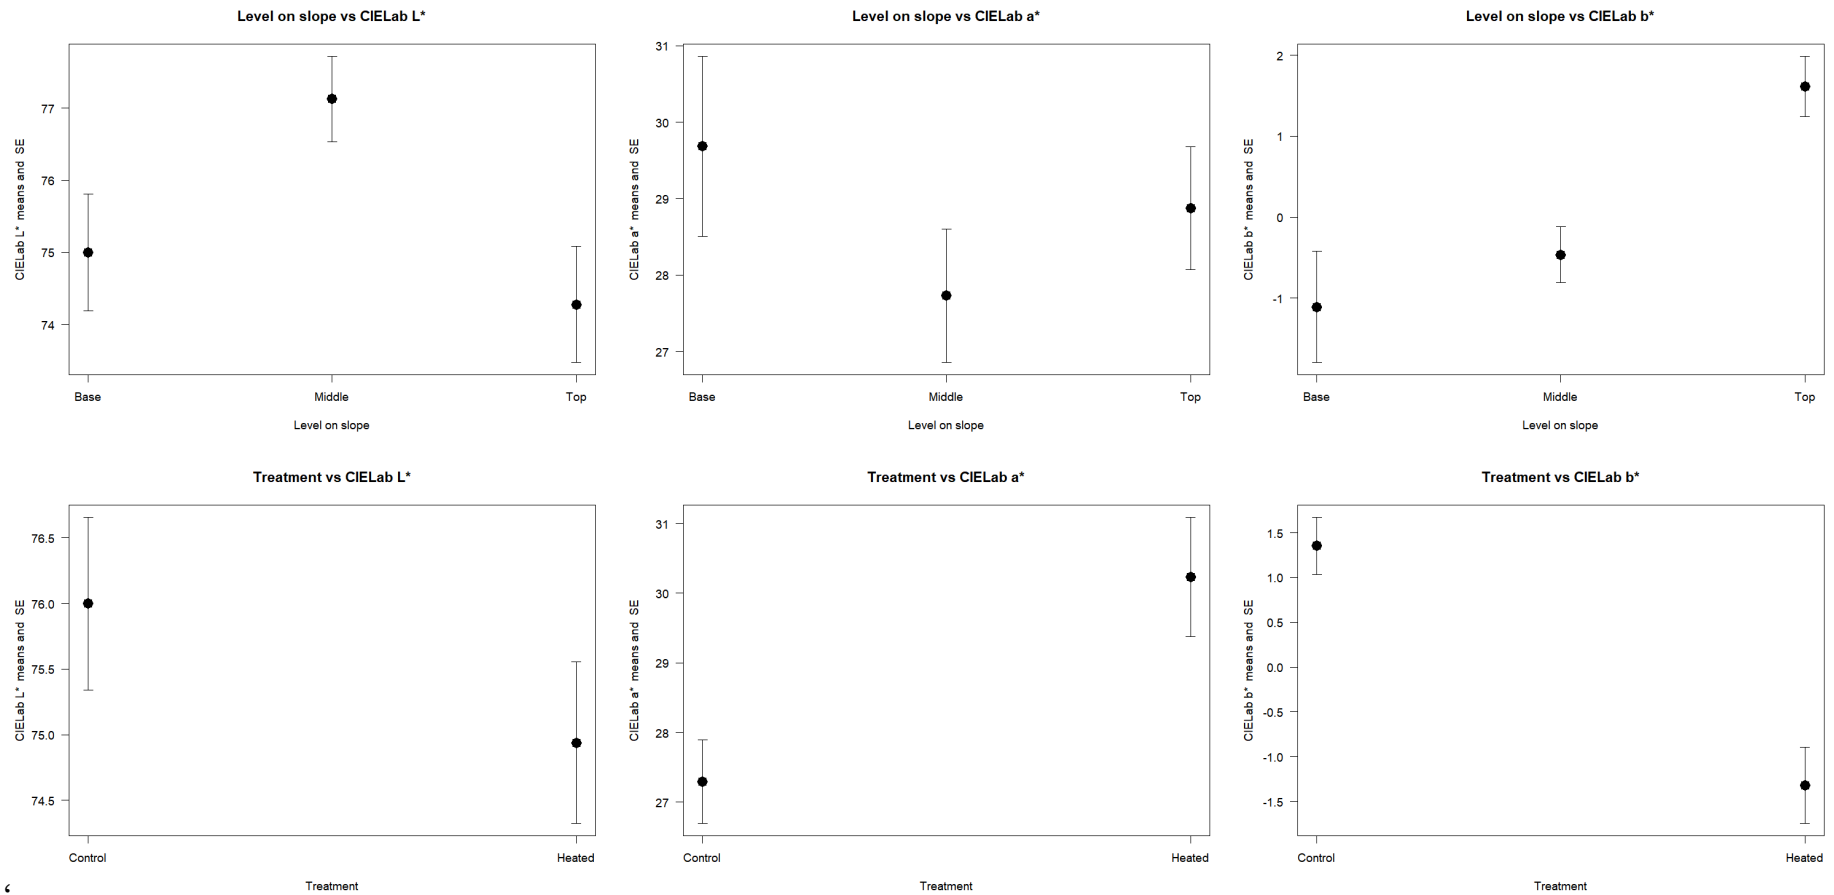 Level on slope vs CIELab L*
CIELab L* means and SE
77
76
75
74
Base Middle Top
Level on slope
Level on slope vs CIELab a*
CIELab a* means and SE
31
30
29
28
27
Base Middle Top
Level on slope
Level on slope vs CIELab b*
CIELab b* means and SE
2
1
0
-1
Base Middle Top
Level on slope
Treatment vs CIELab L*
CIELab L* means and SE
76.5
76.0
75.5
75.0
74.5
Control Heated
Treatment
Treatment vs CIELab a*
CIELab a* means and SE
31
30
29
28
27
Control Heated
Treatment
Treatment vs CIELab b*
CIELab b* means and SE
1.5
1.0
0.5
0.0
-0.5
-1.0
-1.5
Control Heated
Treatment
‘